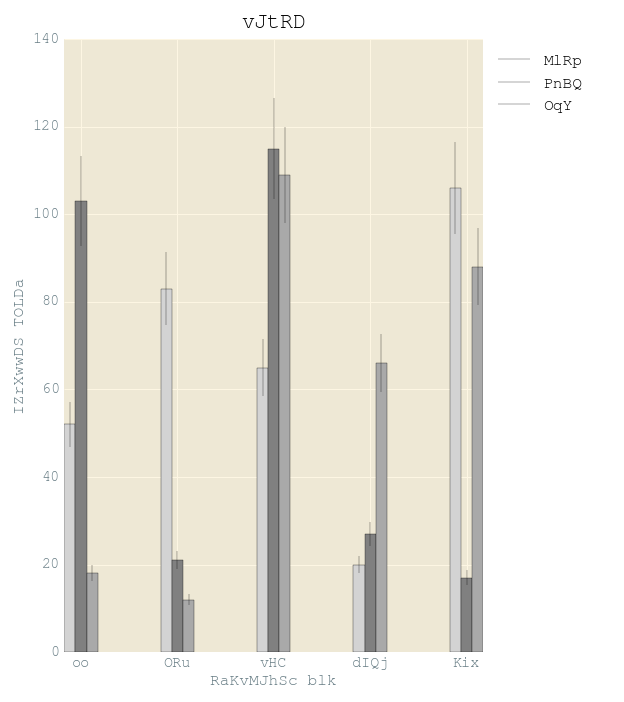 vJtRD
140
120
100
80
60
40
20
0
IZrXwwDS TOLDa
oo ORu vHC dIQj Kix
RaKvMJhSc blk
MlRp
PnBQ
OqY